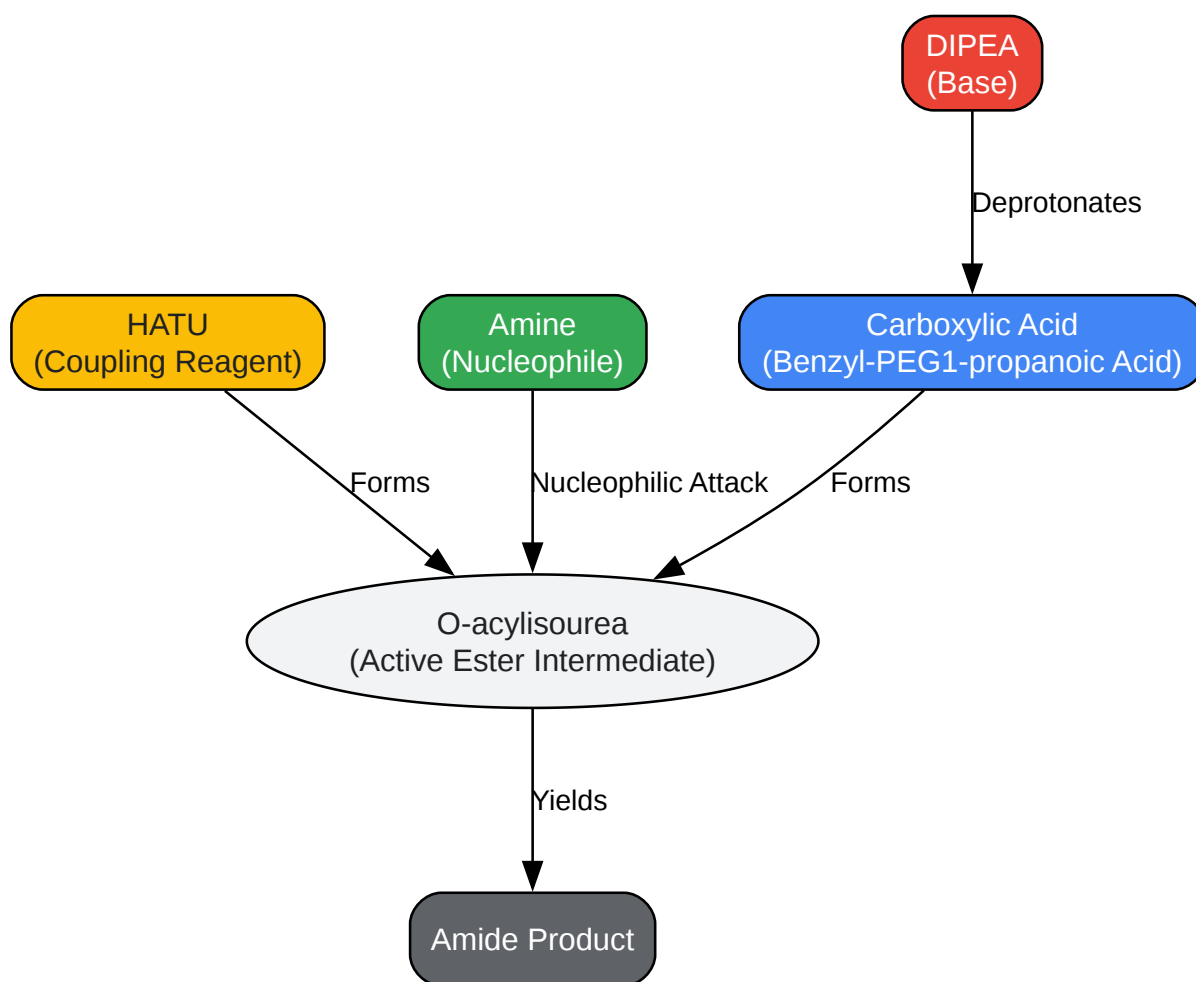 DIPEA
(Base)
Deprotonates
HATU
(Coupling Reagent)
Amine
(Nucleophile)
Carboxylic Acid
(Benzyl-PEG1-propanoic Acid)
Forms
Nucleophilic Attack
Forms
O-acylisourea
(Active Ester Intermediate)
Yields
Amide Product